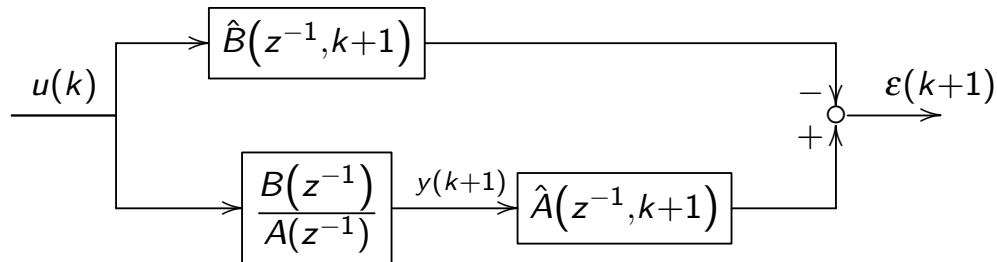 B̂(z⁻¹,k+1)
u(k)
−
ε(k+1)
+
B(z⁻¹)
A(z⁻¹)
y(k+1)
Â(z⁻¹,k+1)